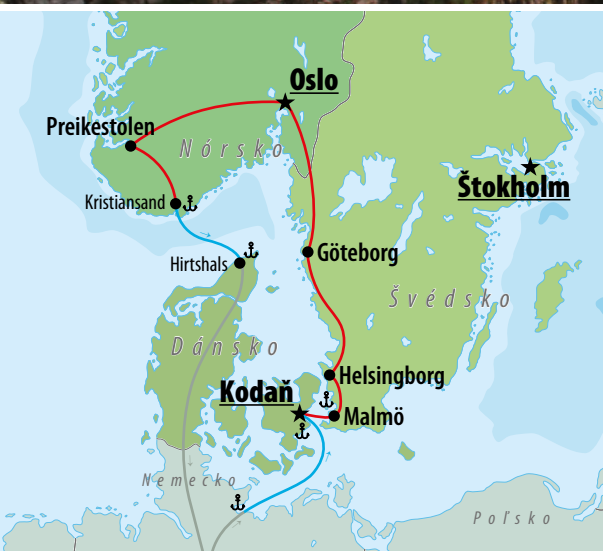 Oslo
Preikestolen
Nórsko
Štokholm
Kristiansand
Göteborg
Hirtshals
Švédsko
Dánsko
Helsingborg
Kodaň
Malmö
Nemecko
Poľsko